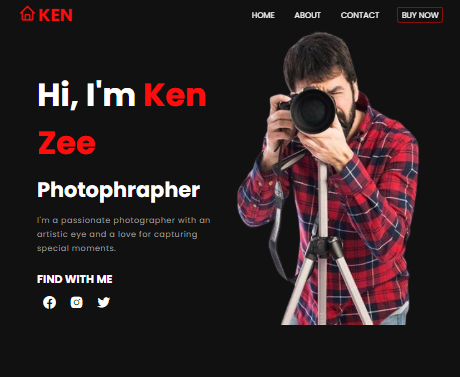 KEN
HOME ABOUT CONTACT BUY NOW
Hi, I'm Ken
Zee
Photophrapher
I'm a passionate photographer with an
artistic eye and a love for capturing
special moments.
FIND WITH ME